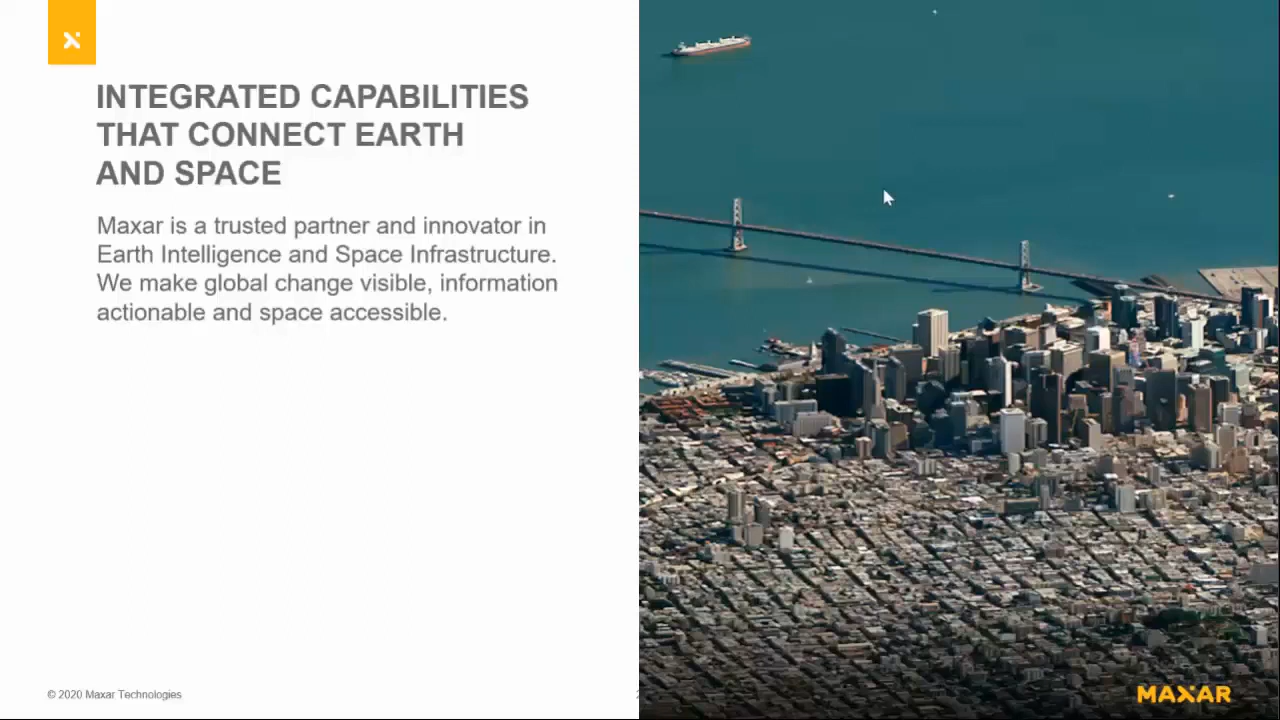 INTEGRATED CAPABILITIES
THAT CONNECT EARTH
AND SPACE
Maxar is a trusted partner and innovator in
Earth Intelligence and Space Infrastructure.
We make global change visible, information
actionable and space accessible.
© 2020 Maxar Technologies
MAXAR